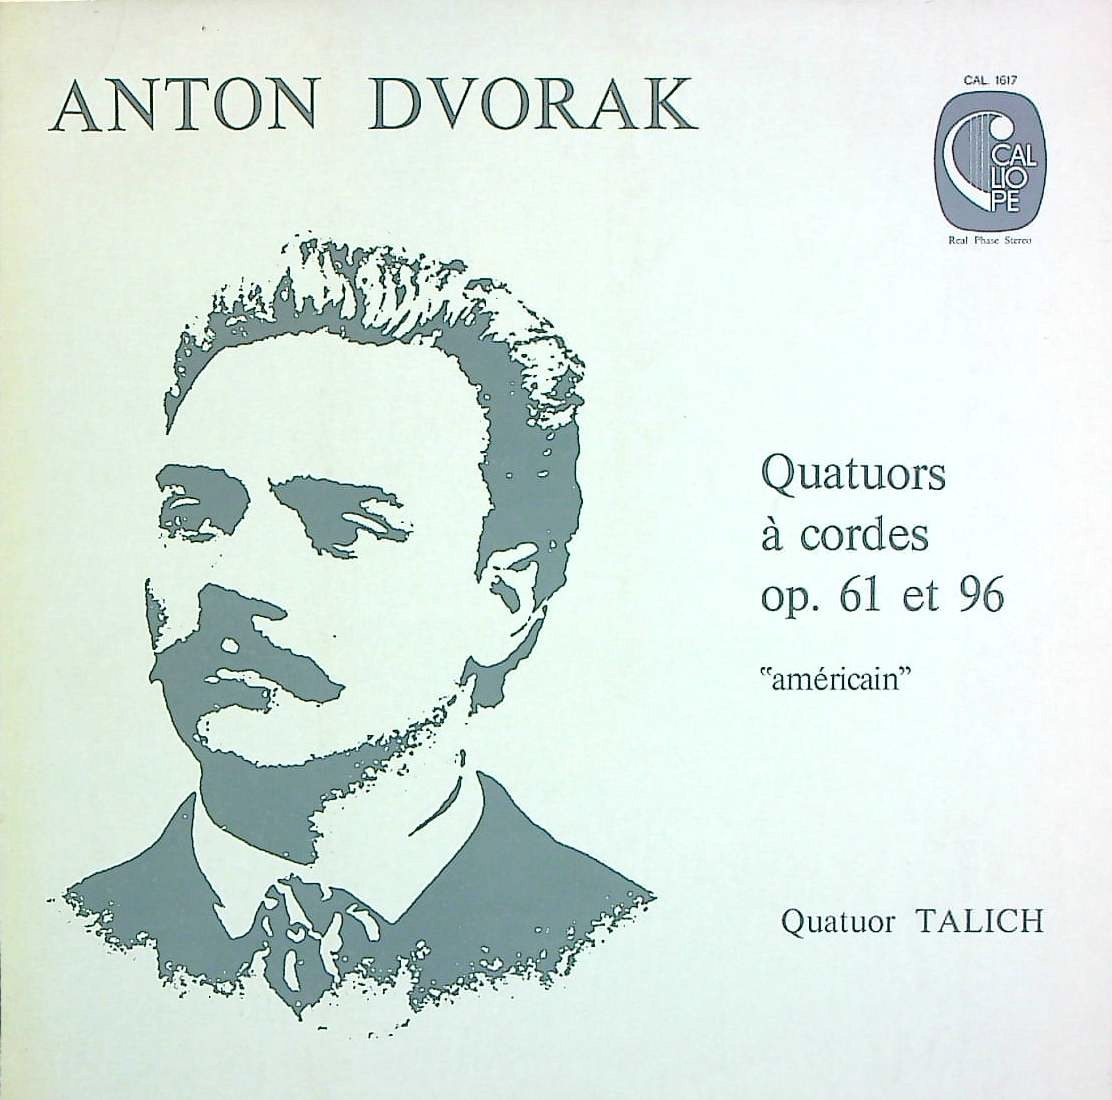 ANTON DVORAK
CAL 1617
CAL
LIO
PE
Real Phase Stereo
Quatuors
à cordes
op. 61 et 96
"américain"
Quatuor TALICH